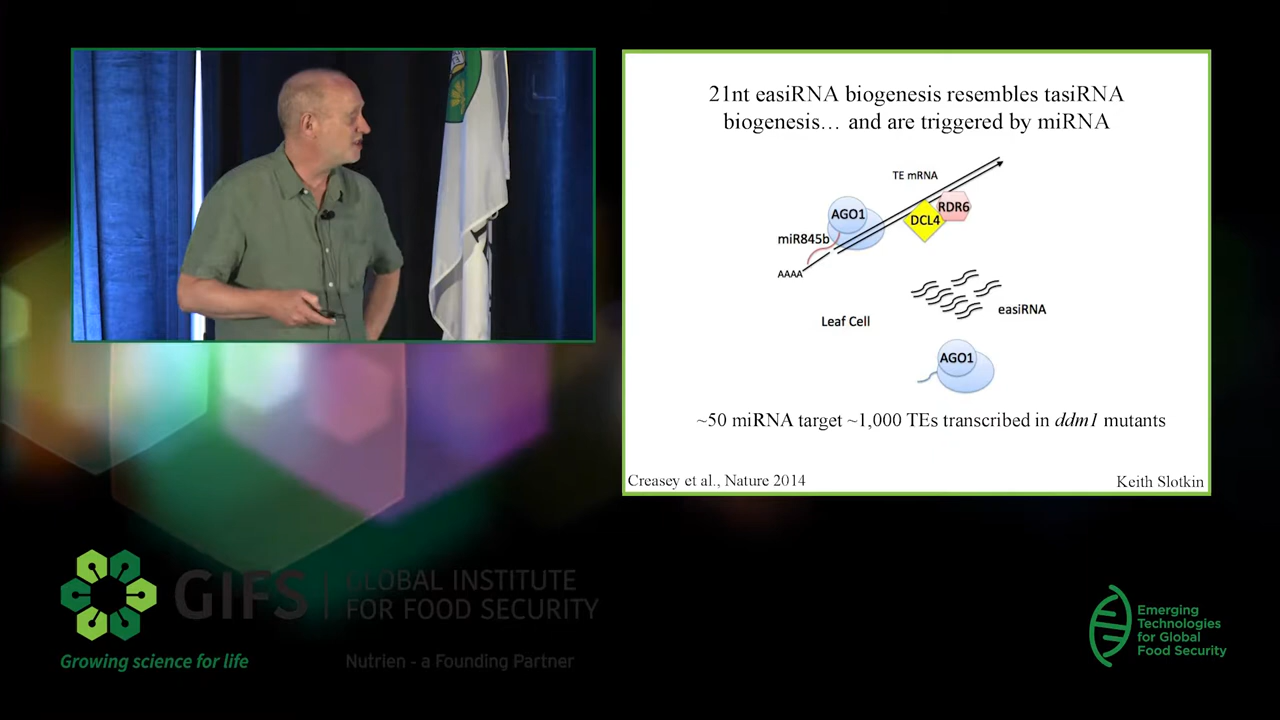 21nt easiRNA biogenesis resembles tasiRNA
biogenesis… and are triggered by miRNA
TE mRNA
AGO1
DCL4
RDR6
miR845b
AAAA
easiRNA
Leaf Cell
AGO1
~50 miRNA target ~1,000 TEs transcribed in ddm1 mutants
Creasey et al., Nature 2014
Keith Slotkin
GIFS
GLOBAL INSTITUTE
FOR FOOD SECURITY
Growing science for life
Nutrien - a Founding Partner
Emerging
Technologies
for Global
Food Security